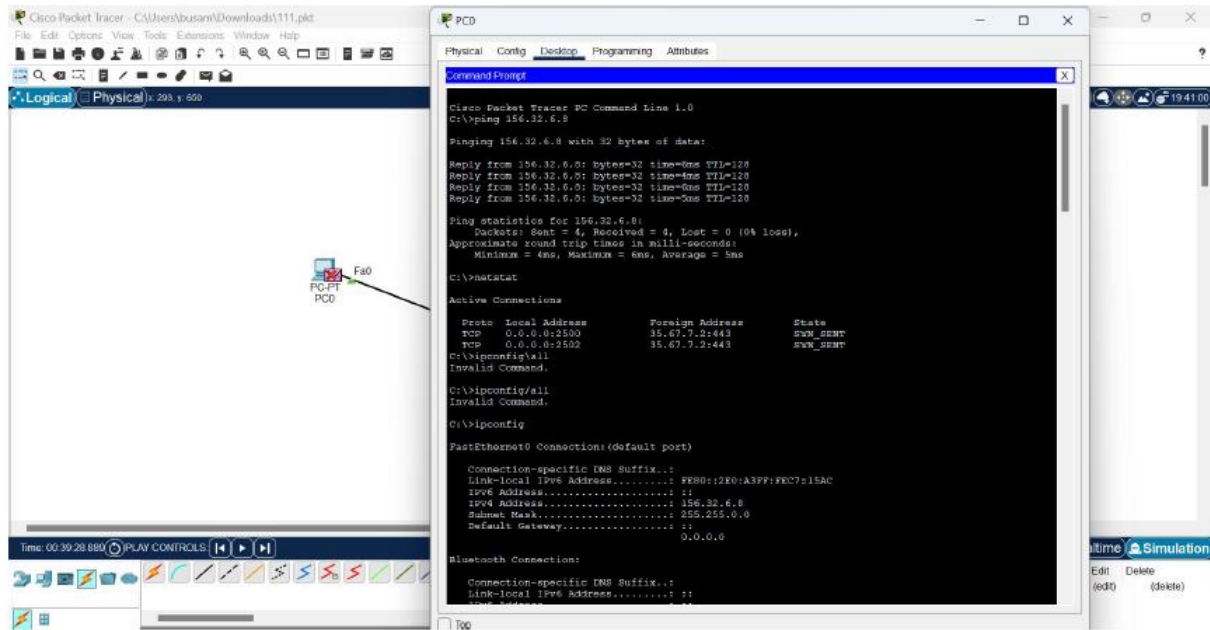 Cisco Packet Tracer - C:\Users\busam\Downloads\111.pkt
File Edit Options View Tools Extensions Window Help
Logical Physical x: 293, y: 600
PC-PT
PC0
Fa0
Time: 00:39:28.880 PLAY CONTROLS:
PC0
Physical Config Desktop Programming Attributes
Command Prompt X
Cisco Packet Tracer PC Command Line 1.0
C:\>ping 156.32.6.8
Pinging 156.32.6.8 with 32 bytes of data:
Reply from 156.32.6.8: bytes=32 time=6ms TTL=128
Reply from 156.32.6.8: bytes=32 time=4ms TTL=128
Reply from 156.32.6.8: bytes=32 time=6ms TTL=128
Reply from 156.32.6.8: bytes=32 time=5ms TTL=128
Ping statistics for 156.32.6.8:
Packets: Sent = 4, Received = 4, Lost = 0 (0% loss),
Approximate round trip times in milli-seconds:
Minimum = 4ms, Maximum = 6ms, Average = 5ms
C:\>netstat
Active Connections
Proto Local Address Foreign Address State
TCP 0.0.0.0:2500 35.67.7.2:443 SYN_SENT
TCP 0.0.0.0:2502 35.67.7.2:443 SYN_SENT
C:\>ipconfig\all
Invalid Command.
C:\>ipconfig/all
Invalid Command.
C:\>ipconfig
FastEthernet0 Connection:(default port)
Connection-specific DNS Suffix..:
Link-local IPv6 Address.........: FE80::2E0:A3FF:FEC7:15AC
IPv6 Address....................: ::
IPv4 Address....................: 156.32.6.8
Subnet Mask.....................: 255.255.0.0
Default Gateway.................: ::
0.0.0.0
Bluetooth Connection:
Connection-specific DNS Suffix..:
Link-local IPv6 Address.........: ::
IPv6 Address....................: ::
Top
?
19:41:00
Simulation
Edit Delete
(edit) (delete)